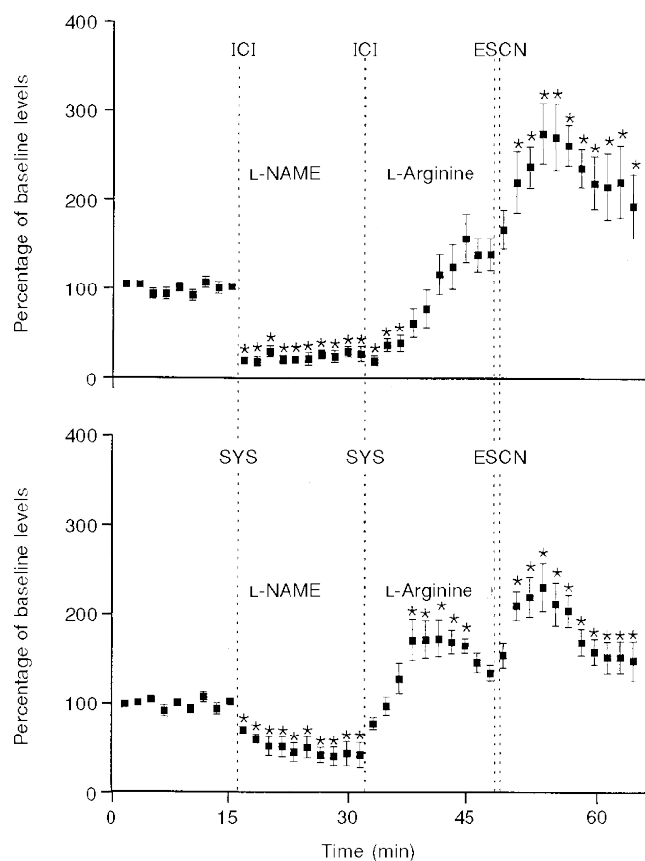 400
ICI
ICI
ESCN
300
L-NAME
L-Arginine
200
100
0
Percentage of baseline levels
400
SYS
SYS
ESCN
300
L-NAME
L-Arginine
200
100
0
Percentage of baseline levels
0
15
30
45
60
Time (min)